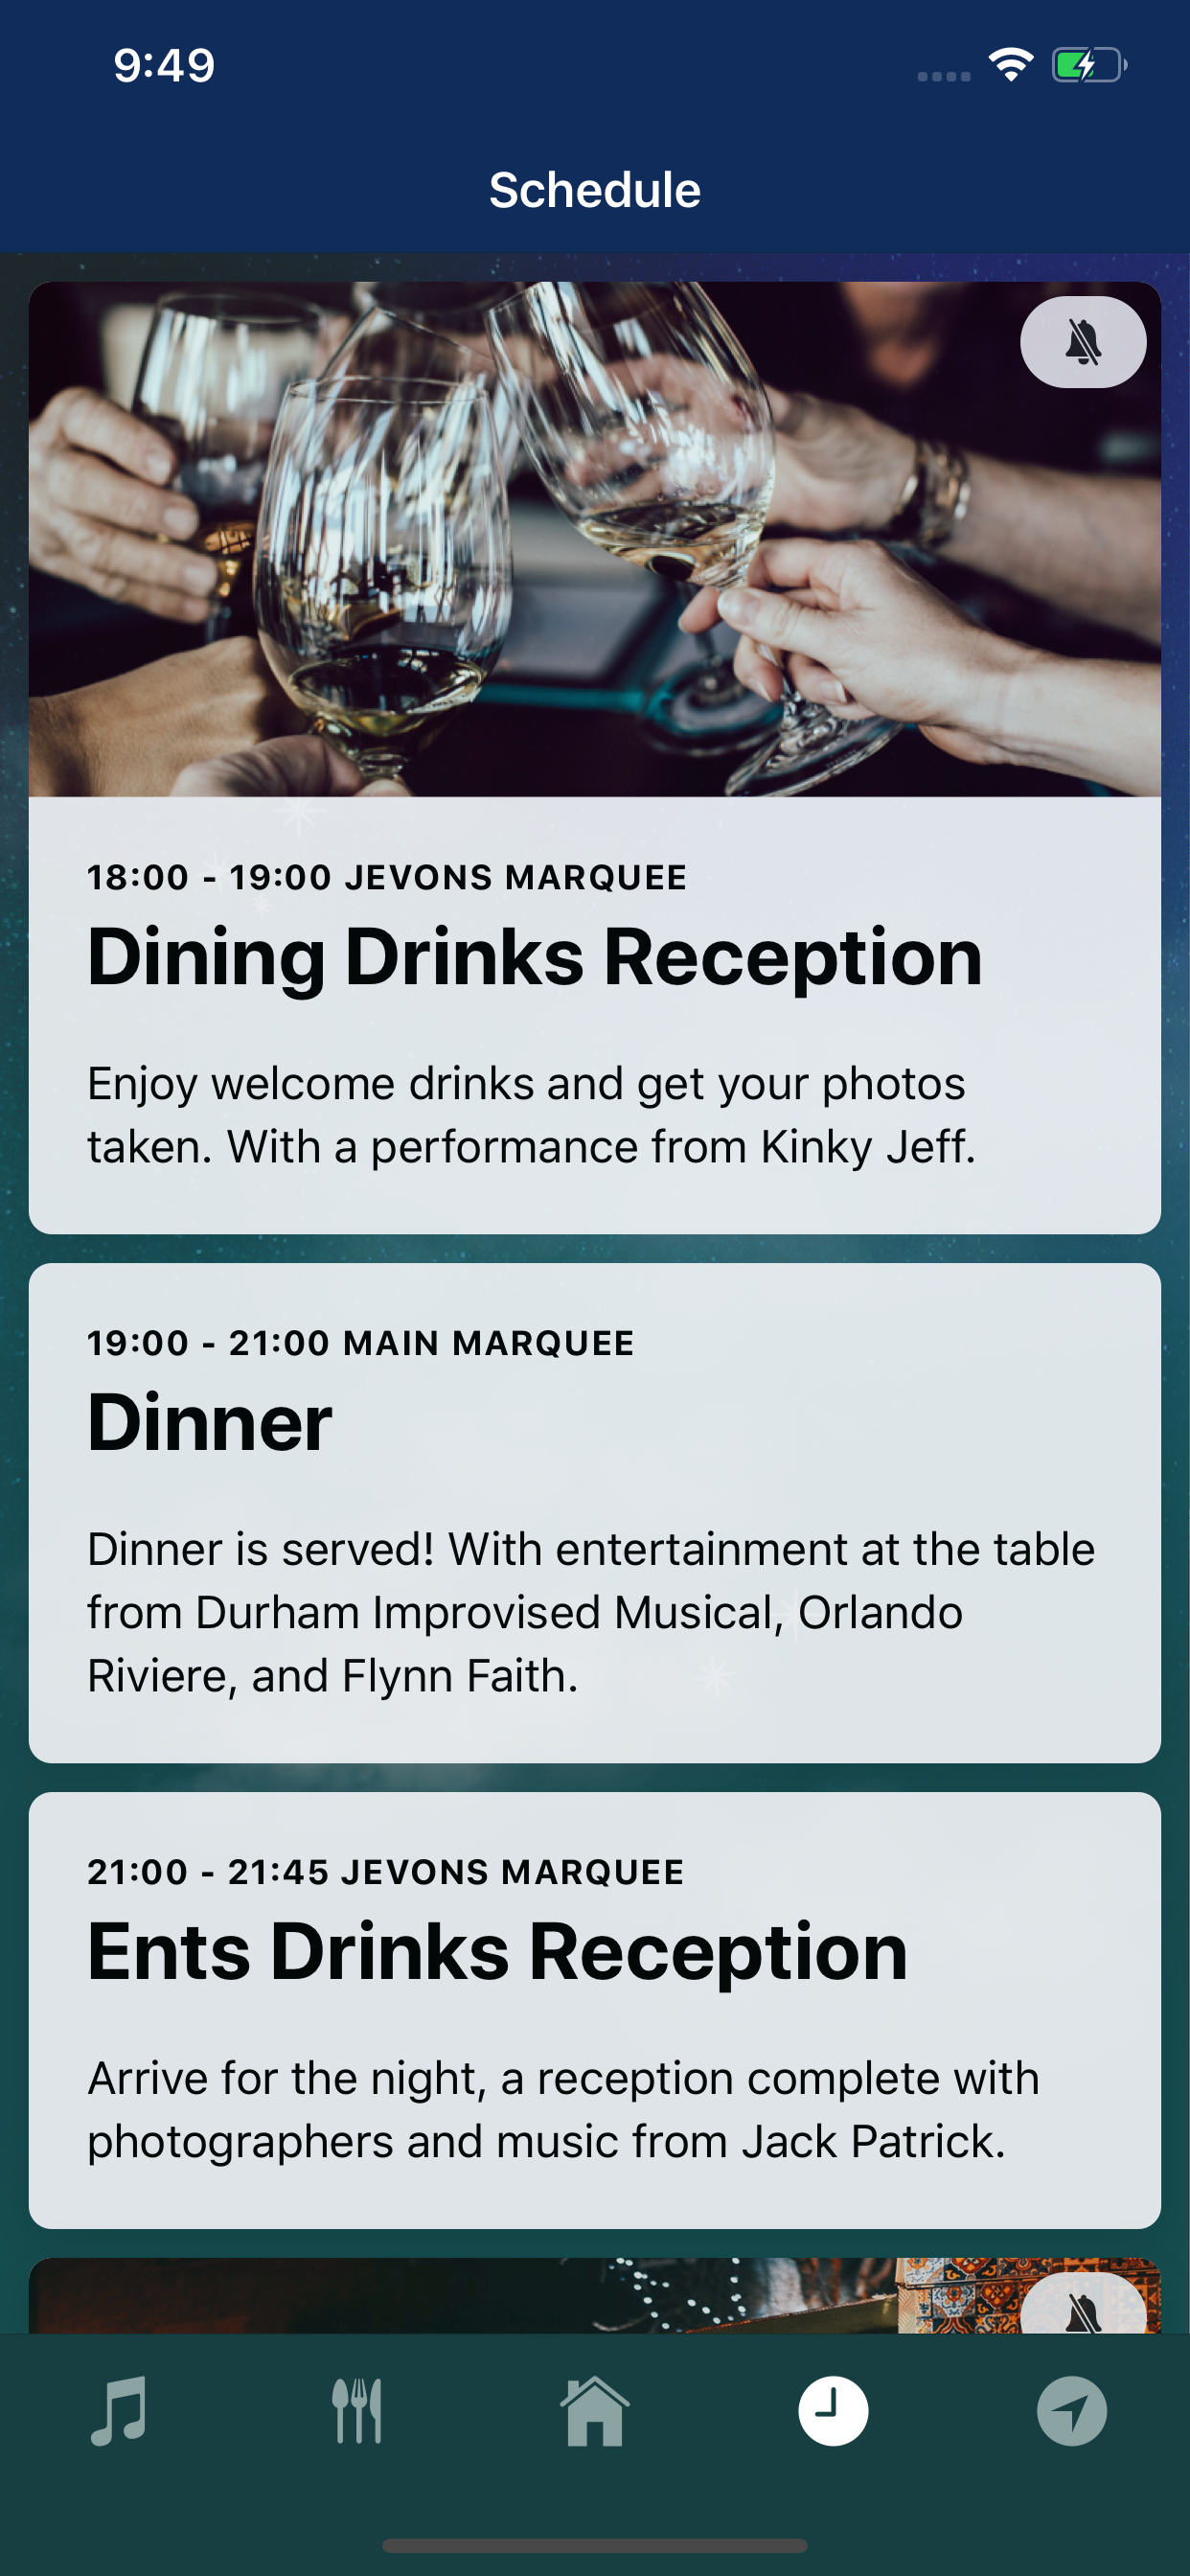 9:49
Schedule
18:00 - 19:00 JEVONS MARQUEE
Dining Drinks Reception
Enjoy welcome drinks and get your photos
taken. With a performance from Kinky Jeff.
19:00 - 21:00 MAIN MARQUEE
Dinner
Dinner is served! With entertainment at the table
from Durham Improvised Musical, Orlando
Riviere, and Flynn Faith.
21:00 - 21:45 JEVONS MARQUEE
Ents Drinks Reception
Arrive for the night, a reception complete with
photographers and music from Jack Patrick.